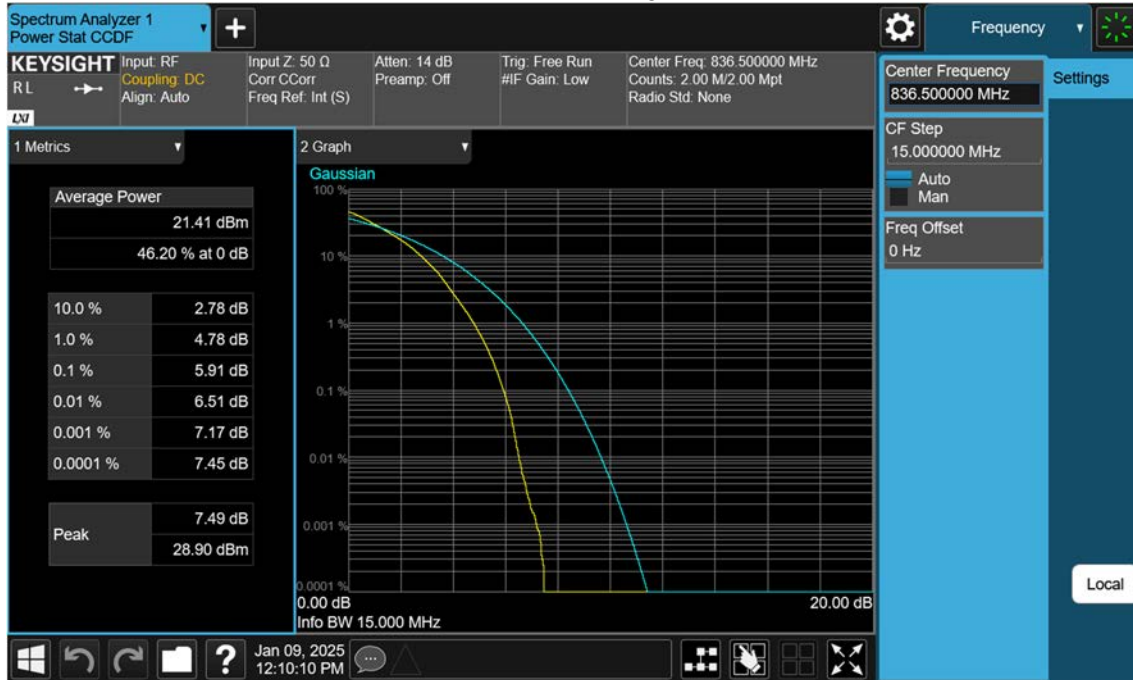 Spectrum Analyzer 1
Power Stat CCDF
Frequency
KEYSIGHT
R L
LXI
Input: RF
Coupling: DC
Align: Auto
Input Z: 50 Ω
Corr CCorr
Freq Ref: Int (S)
Atten: 14 dB
Preamp: Off
Trig: Free Run
#IF Gain: Low
Center Freq: 836.500000 MHz
Counts: 2.00 M/2.00 Mpt
Radio Std: None
Center Frequency
836.500000 MHz
Settings
CF Step
15.000000 MHz
Auto
Man
Freq Offset
0 Hz
Local
1 Metrics
Average Power
21.41 dBm
46.20 % at 0 dB
10.0 % 2.78 dB
1.0 % 4.78 dB
0.1 % 5.91 dB
0.01 % 6.51 dB
0.001 % 7.17 dB
0.0001 % 7.45 dB
Peak
7.49 dB
28.90 dBm
2 Graph
Gaussian
100 %
10 %
1 %
0.1 %
0.01 %
0.001 %
0.0001 %
0.00 dB 20.00 dB
Info BW 15.000 MHz
?
Jan 09, 2025
12:10:10 PM